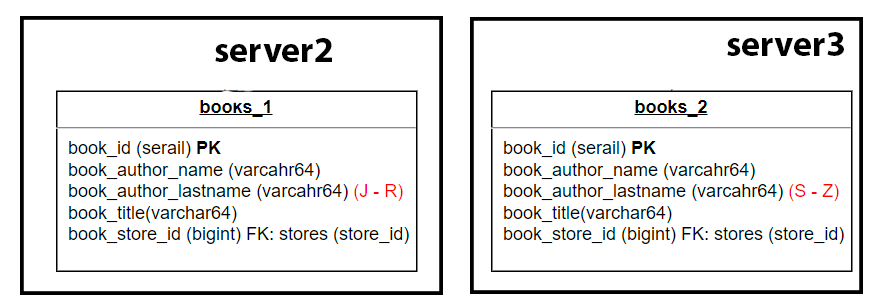 server2
books_1
book_id (serail) PK
book_author_name (varcahr64)
book_author_lastname (varcahr64) (J - R)
book_title(varchar64)
book_store_id (bigint) FK: stores (store_id)
server3
books_2
book_id (serail) PK
book_author_name (varcahr64)
book_author_lastname (varcahr64) (S - Z)
book_title(varchar64)
book_store_id (bigint) FK: stores (store_id)